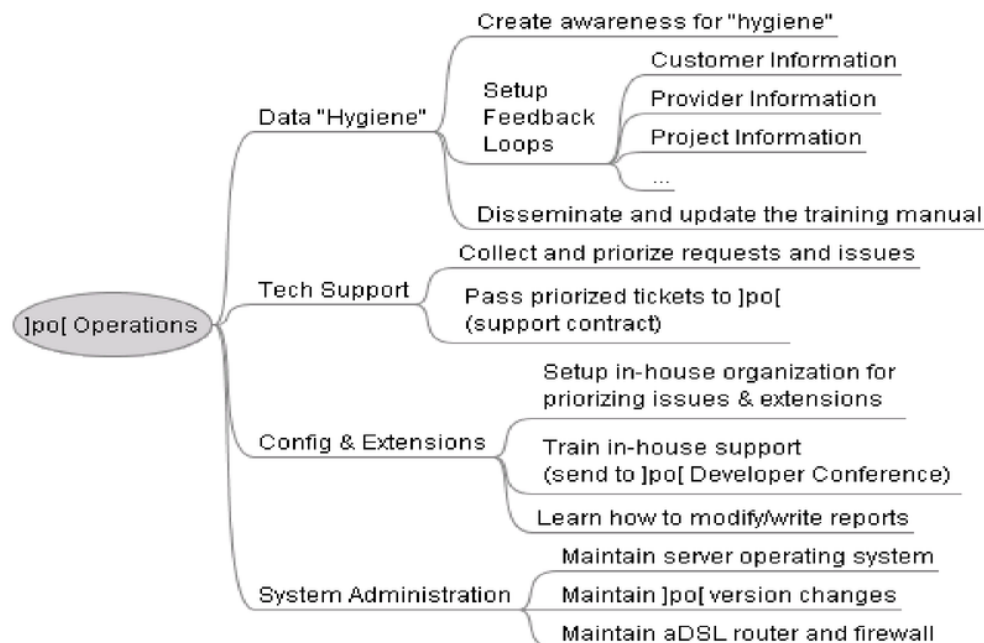 Create awareness for "hygiene"
Customer Information
Setup
Feedback
Loops
Provider Information
Project Information
...
Data "Hygiene"
Disseminate and update the training manual
Collect and priorize requests and issues
Tech Support
Pass priorized tickets to ]po[
(support contract)
]po[ Operations
Setup in-house organization for
priorizing issues & extensions
Config & Extensions
Train in-house support
(send to ]po[ Developer Conference)
Learn how to modify/write reports
Maintain server operating system
System Administration
Maintain ]po[ version changes
Maintain aDSL router and firewall